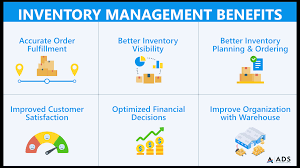 INVENTORY MANAGEMENT BENEFITS
Accurate Order
Fulfillment
Better Inventory
Visibility
Better Inventory
Planning & Ordering
Improved Customer
Satisfaction
Optimized Financial
Decisions
Improve Organization
with Warehouse
ADS